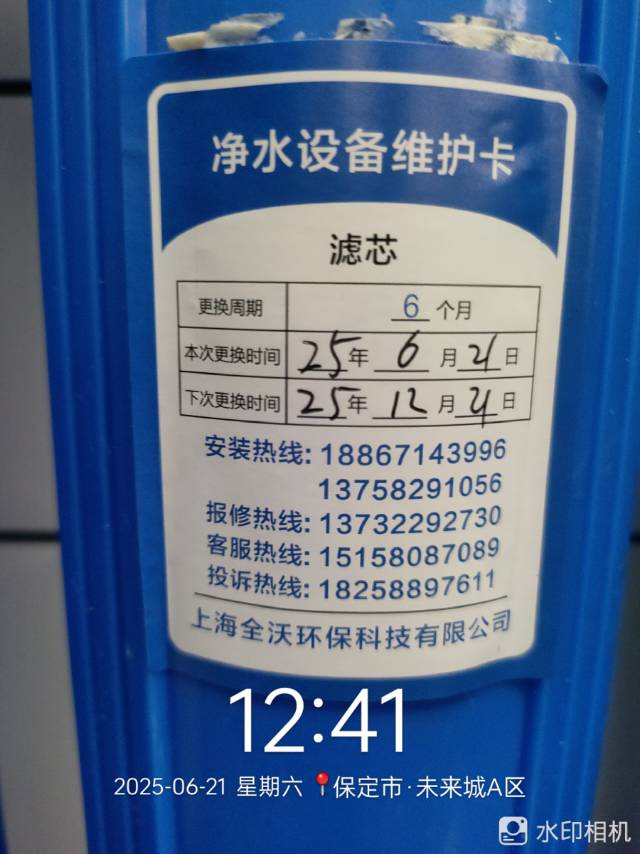 净水设备维护卡
滤芯
更换周期 6 个月
本次更换时间 25年 6 月 21 日
下次更换时间 25年 12 月 21 日
安装热线: 18867143996
13758291056
报修热线: 13732292730
客服热线: 15158087089
投诉热线: 18258897611
上海全沃环保科技有限公司
12:41
2025-06-21 星期六 保定市·未来城A区
水印相机